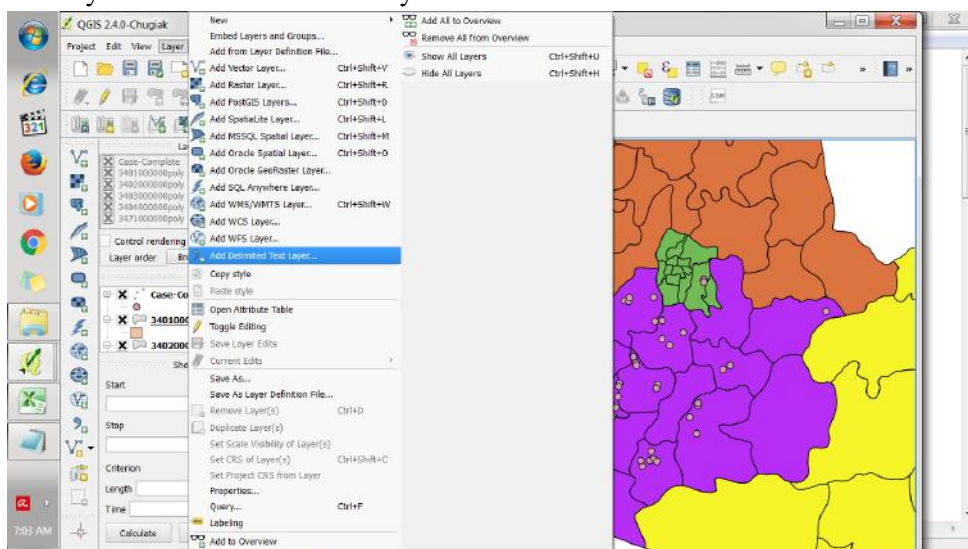 QGIS 2.4.0-Chugiak
Project Edit View Layer
New
Embed Layers and Groups...
Add from Layer Definition File...
Add Vector Layer... Ctrl+Shift+V
Add Raster Layer... Ctrl+Shift+R
Add PostGIS Layers... Ctrl+Shift+D
Add SpatiaLite Layer... Ctrl+Shift+L
Add MSSQL Spatial Layer... Ctrl+Shift+M
Add Oracle Spatial Layer... Ctrl+Shift+O
Add Oracle GeoRaster Layer...
Add SQL Anywhere Layer...
Add WMS/WMTS Layer... Ctrl+Shift+W
Add WCS Layer...
Add WFS Layer...
Add Delimited Text Layer...
Copy style
Paste style
Open Attribute Table
Toggle Editing
Save Layer Edits
Current Edits
Save As...
Save As Layer Definition File...
Remove Layer(s) Ctrl+D
Duplicate Layer(s)
Set Scale Visibility of Layer(s)
Set CRS of Layer(s) Ctrl+Shift+C
Set Project CRS from Layer
Properties...
Query... Ctrl+F
Labeling
Add to Overview
Add All to Overview
Remove All from Overview
Show All Layers Ctrl+Shift+U
Hide All Layers Ctrl+Shift+H
CSW
La
Case-Complete
3401000000poly
3402000000poly
3403000000poly
3404000000poly
3471000000poly
Control rendering
Layer order Br
Case-Co
340100
340200
Sho
Start
Stop
Criterion
Length
Time
Calculate
321
7:03 AM